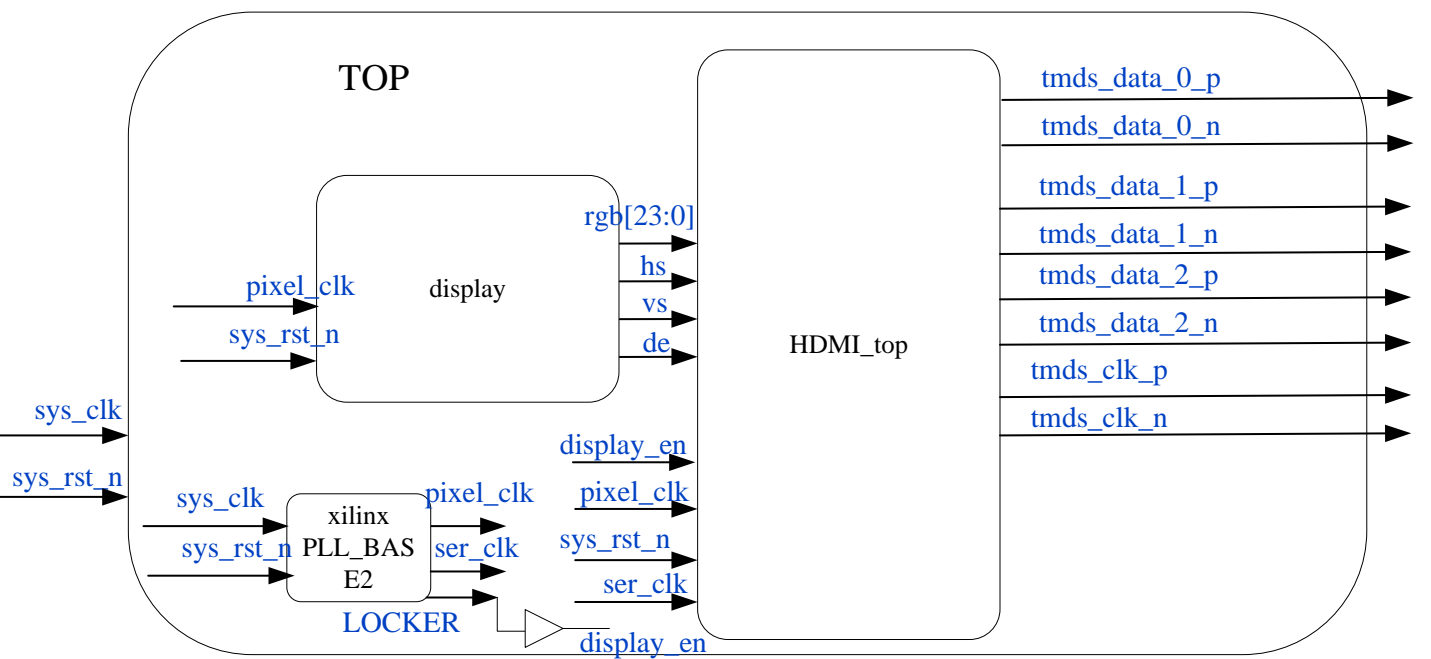 TOP
tmds_data_0_p
tmds_data_0_n
tmds_data_1_p
tmds_data_1_n
tmds_data_2_p
tmds_data_2_n
tmds_clk_p
tmds_clk_n
rgb[23:0]
hs
vs
de
pixel_clk
sys_rst_n
display
HDMI_top
sys_clk
sys_rst_n
display_en
pixel_clk
sys_rst_n
ser_clk
sys_clk
sys_rst_n
xilinx
PLL_BAS
E2
pixel_clk
ser_clk
LOCKER
display_en